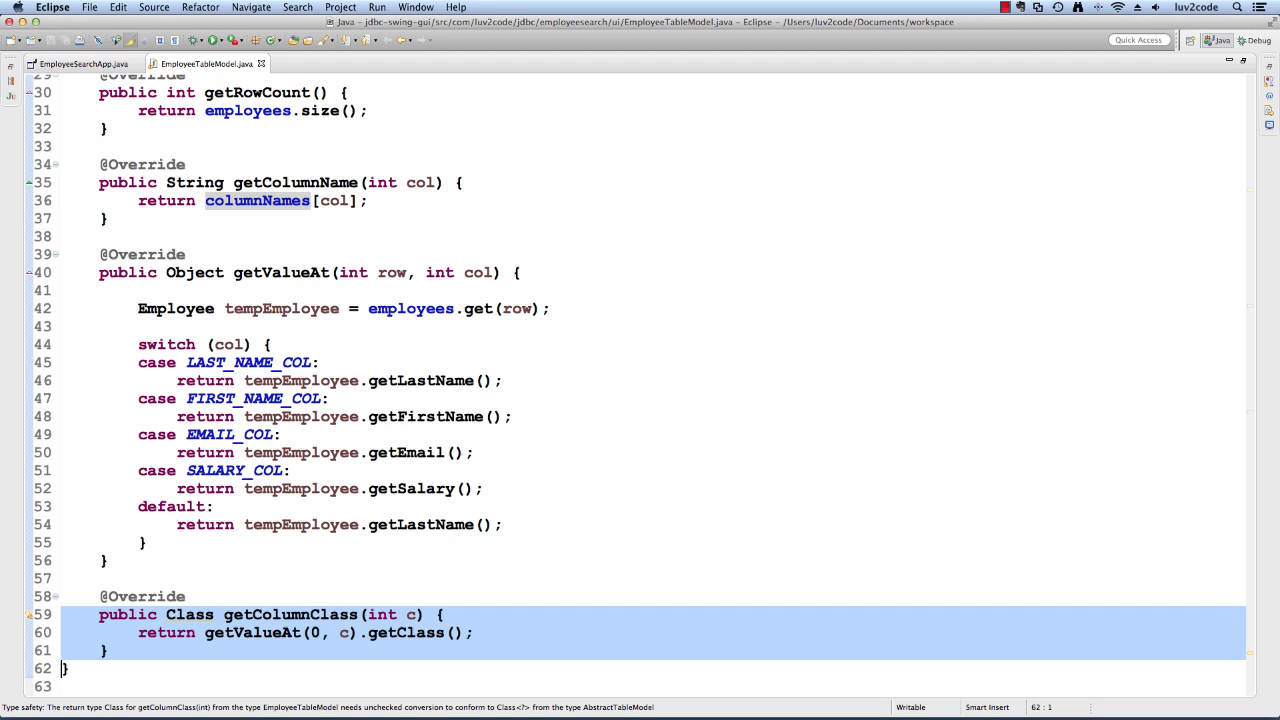 Eclipse File Edit Source Refactor Navigate Search Project Run Window Help luv2code
Java - jdbc-swing-gui/src/com/luv2code/jdbc/employeesearch/ui/EmployeeTableModel.java - Eclipse - /Users/luv2code/Documents/workspace
Quick Access Java Debug
EmployeeSearchApp.java EmployeeTableModel.java
29 @Override
30 public int getRowCount() {
31 return employees.size();
32 }
33
34 @Override
35 public String getColumnName(int col) {
36 return columnNames[col];
37 }
38
39 @Override
40 public Object getValueAt(int row, int col) {
41
42 Employee tempEmployee = employees.get(row);
43
44 switch (col) {
45 case LAST_NAME_COL:
46 return tempEmployee.getLastName();
47 case FIRST_NAME_COL:
48 return tempEmployee.getFirstName();
49 case EMAIL_COL:
50 return tempEmployee.getEmail();
51 case SALARY_COL:
52 return tempEmployee.getSalary();
53 default:
54 return tempEmployee.getLastName();
55 }
56 }
57
58 @Override
59 public Class getColumnClass(int c) {
60 return getValueAt(0, c).getClass();
61 }
62 }
63
Type safety: The return type Class for getColumnClass(int) from the type EmployeeTableModel needs unchecked conversion to conform to Class<?> from the type AbstractTableModel Writable Smart Insert 62 : 1